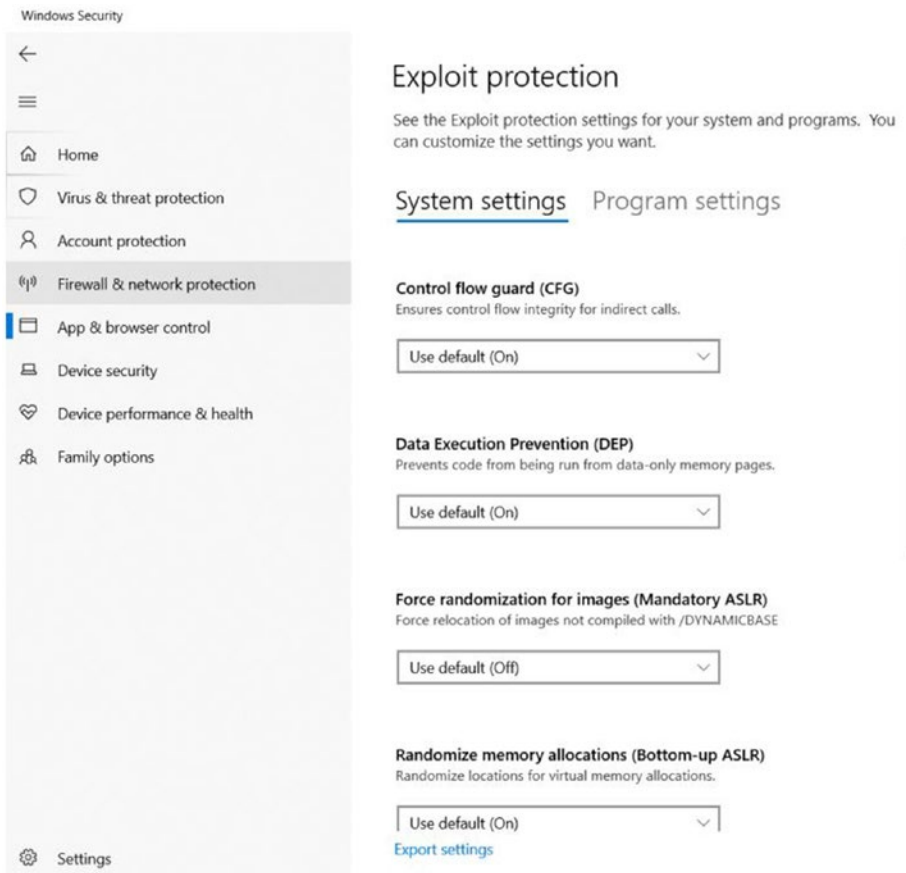 Windows Security
Home
Virus & threat protection
Account protection
Firewall & network protection
App & browser control
Device security
Device performance & health
Family options
Settings
Exploit protection
See the Exploit protection settings for your system and programs. You
can customize the settings you want.
System settings Program settings
Control flow guard (CFG)
Ensures control flow integrity for indirect calls.
Use default (On)
Data Execution Prevention (DEP)
Prevents code from being run from data-only memory pages.
Use default (On)
Force randomization for images (Mandatory ASLR)
Force relocation of images not compiled with /DYNAMICBASE
Use default (Off)
Randomize memory allocations (Bottom-up ASLR)
Randomize locations for virtual memory allocations.
Use default (On)
Export settings